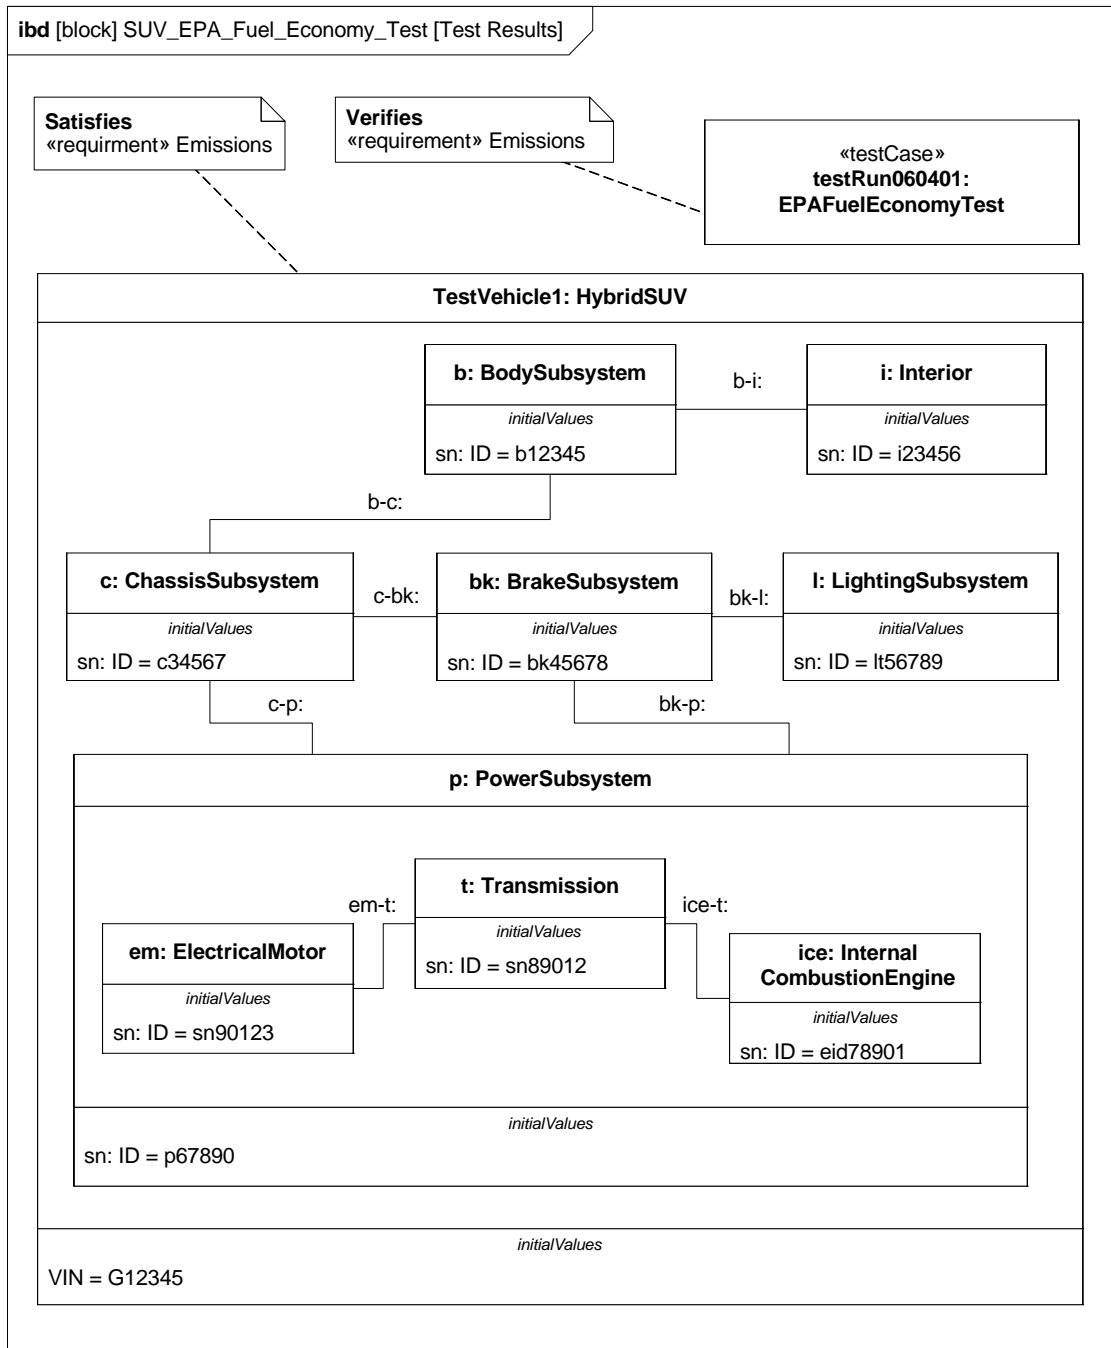 ibd [block] SUV_EPA_Fuel_Economy_Test [Test Results]
Satisfies
«requirment» Emissions
Verifies
«requirement» Emissions
«testCase»
testRun060401:
EPAFuelEconomyTest
TestVehicle1: HybridSUV
b: BodySubsystem
initialValues
sn: ID = b12345
b-i:
i: Interior
initialValues
sn: ID = i23456
b-c:
c: ChassisSubsystem
initialValues
sn: ID = c34567
c-bk:
bk: BrakeSubsystem
initialValues
sn: ID = bk45678
bk-l:
l: LightingSubsystem
initialValues
sn: ID = lt56789
c-p:
bk-p:
p: PowerSubsystem
em: ElectricalMotor
initialValues
sn: ID = sn90123
em-t:
t: Transmission
initialValues
sn: ID = sn89012
ice-t:
ice: Internal
CombustionEngine
initialValues
sn: ID = eid78901
initialValues
sn: ID = p67890
initialValues
VIN = G12345